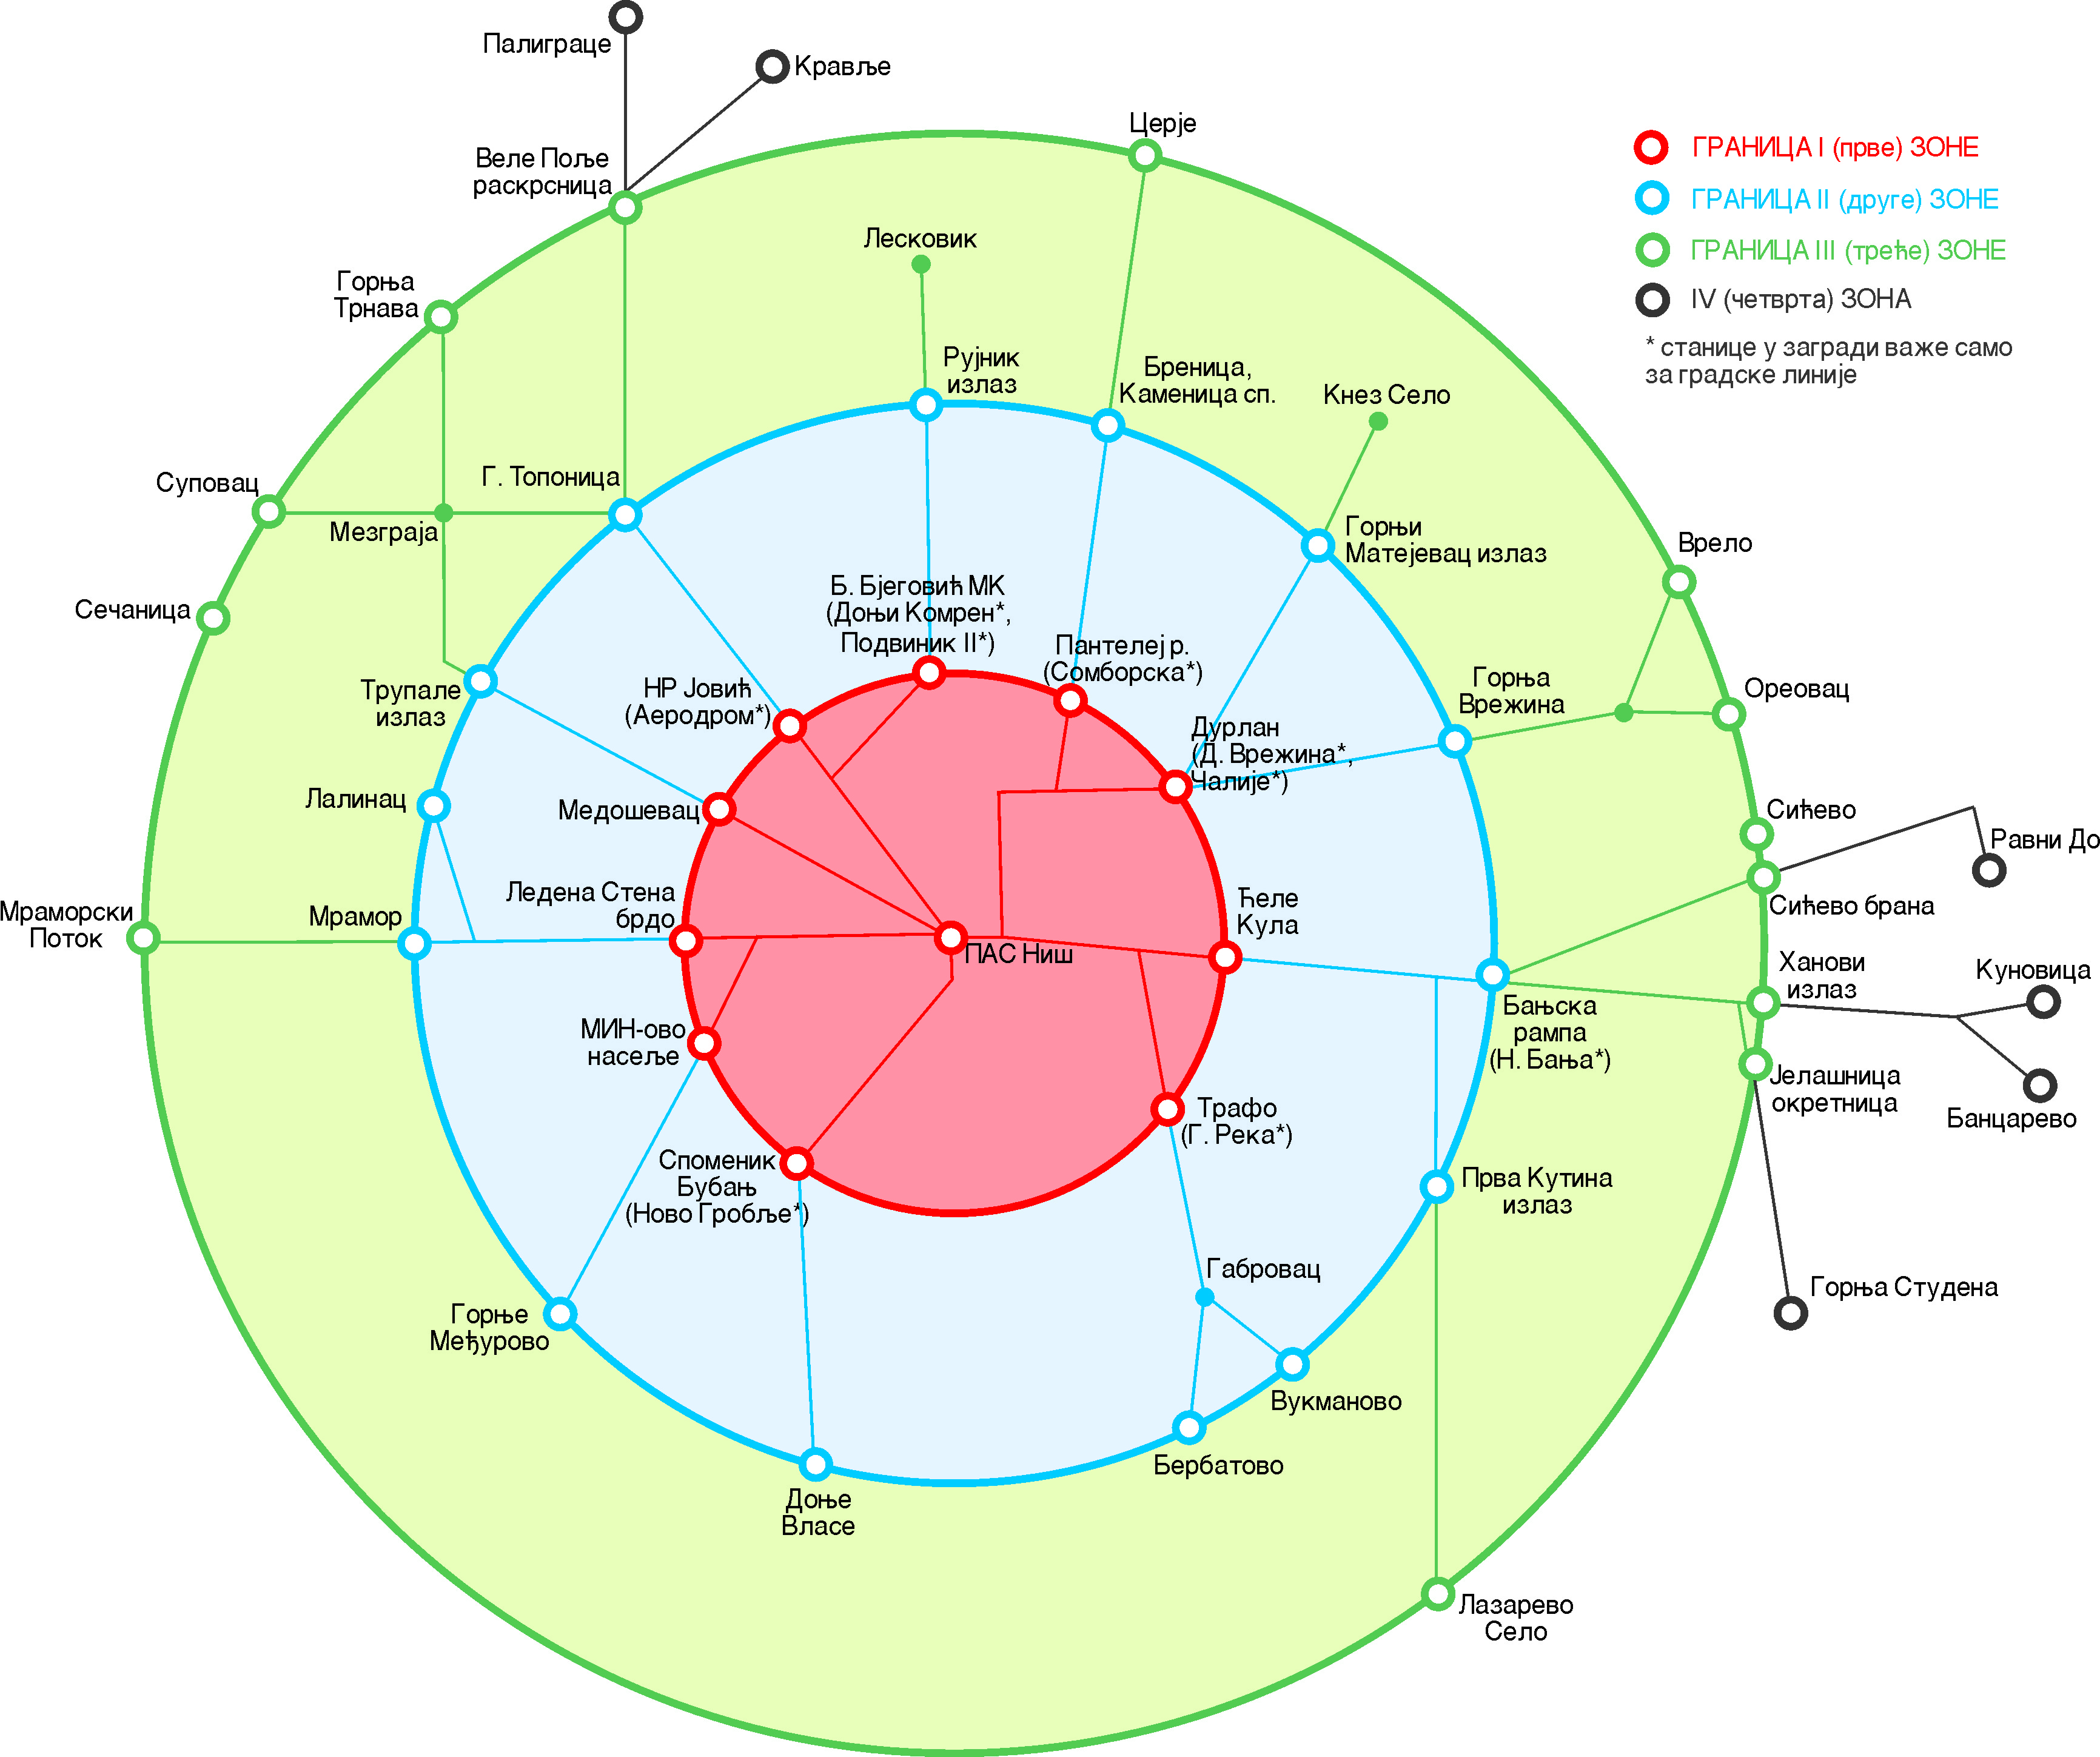 Палиграце
Кравље
Церје
Веле Поље
раскрсница
ГРАНИЦА I (прве) ЗОНЕ
ГРАНИЦА II (друге) ЗОНЕ
ГРАНИЦА III (треће) ЗОНЕ
IV (четврта) ЗОНА
* станице у загради важе само
за градске линије
Лесковик
Горња
Трнава
Рујник
излаз
Бреница,
Каменица сп.
Кнез Село
Суповац
Г. Топоница
Мезграја
Горњи
Матејевац излаз
Врело
Сечаница
Б. Бјеговић МК
(Доњи Комрен*,
Подвиник II*)
Пантелеј р.
(Сомборска*)
Трупале
излаз
НР Јовић
(Аеродром*)
Горња
Врежина
Ореовац
Дурлан
(Д. Врежина*,
Чалије*)
Лалинац
Медошевац
Сићево
Равни До
Мраморски
Поток
Мрамор
Ледена Стена
брдо
Ћеле
Кула
Сићево брана
ПАС Ниш
Ханови
излаз
Куновица
Бањска
рампа
(Н. Бања*)
МИН-ово
насеље
Јелашница
окретница
Банцарево
Трафо
(Г. Река*)
Споменик
Бубањ
(Ново Гробље*)
Прва Кутина
излаз
Габровац
Горња Студена
Горње
Међурово
Вукманово
Бербатово
Доње
Власе
Лазарево
Село